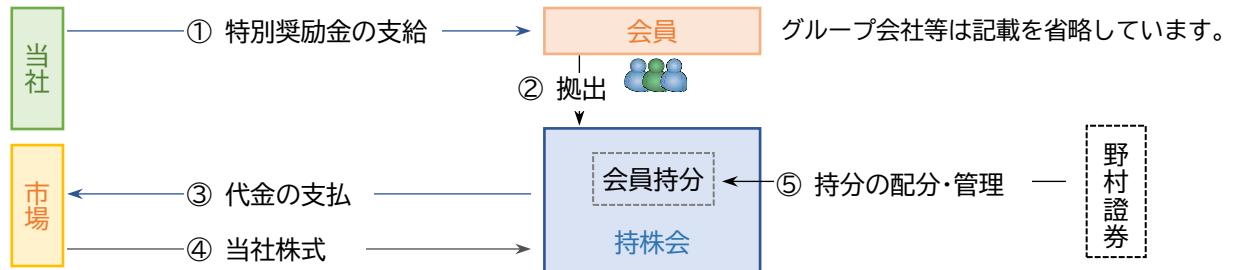 当社
① 特別奨励金の支給
会員
グループ会社等は記載を省略しています。
② 拠出
市場
③ 代金の支払
④ 当社株式
会員持分
持株会
⑤ 持分の配分・管理
野村證券